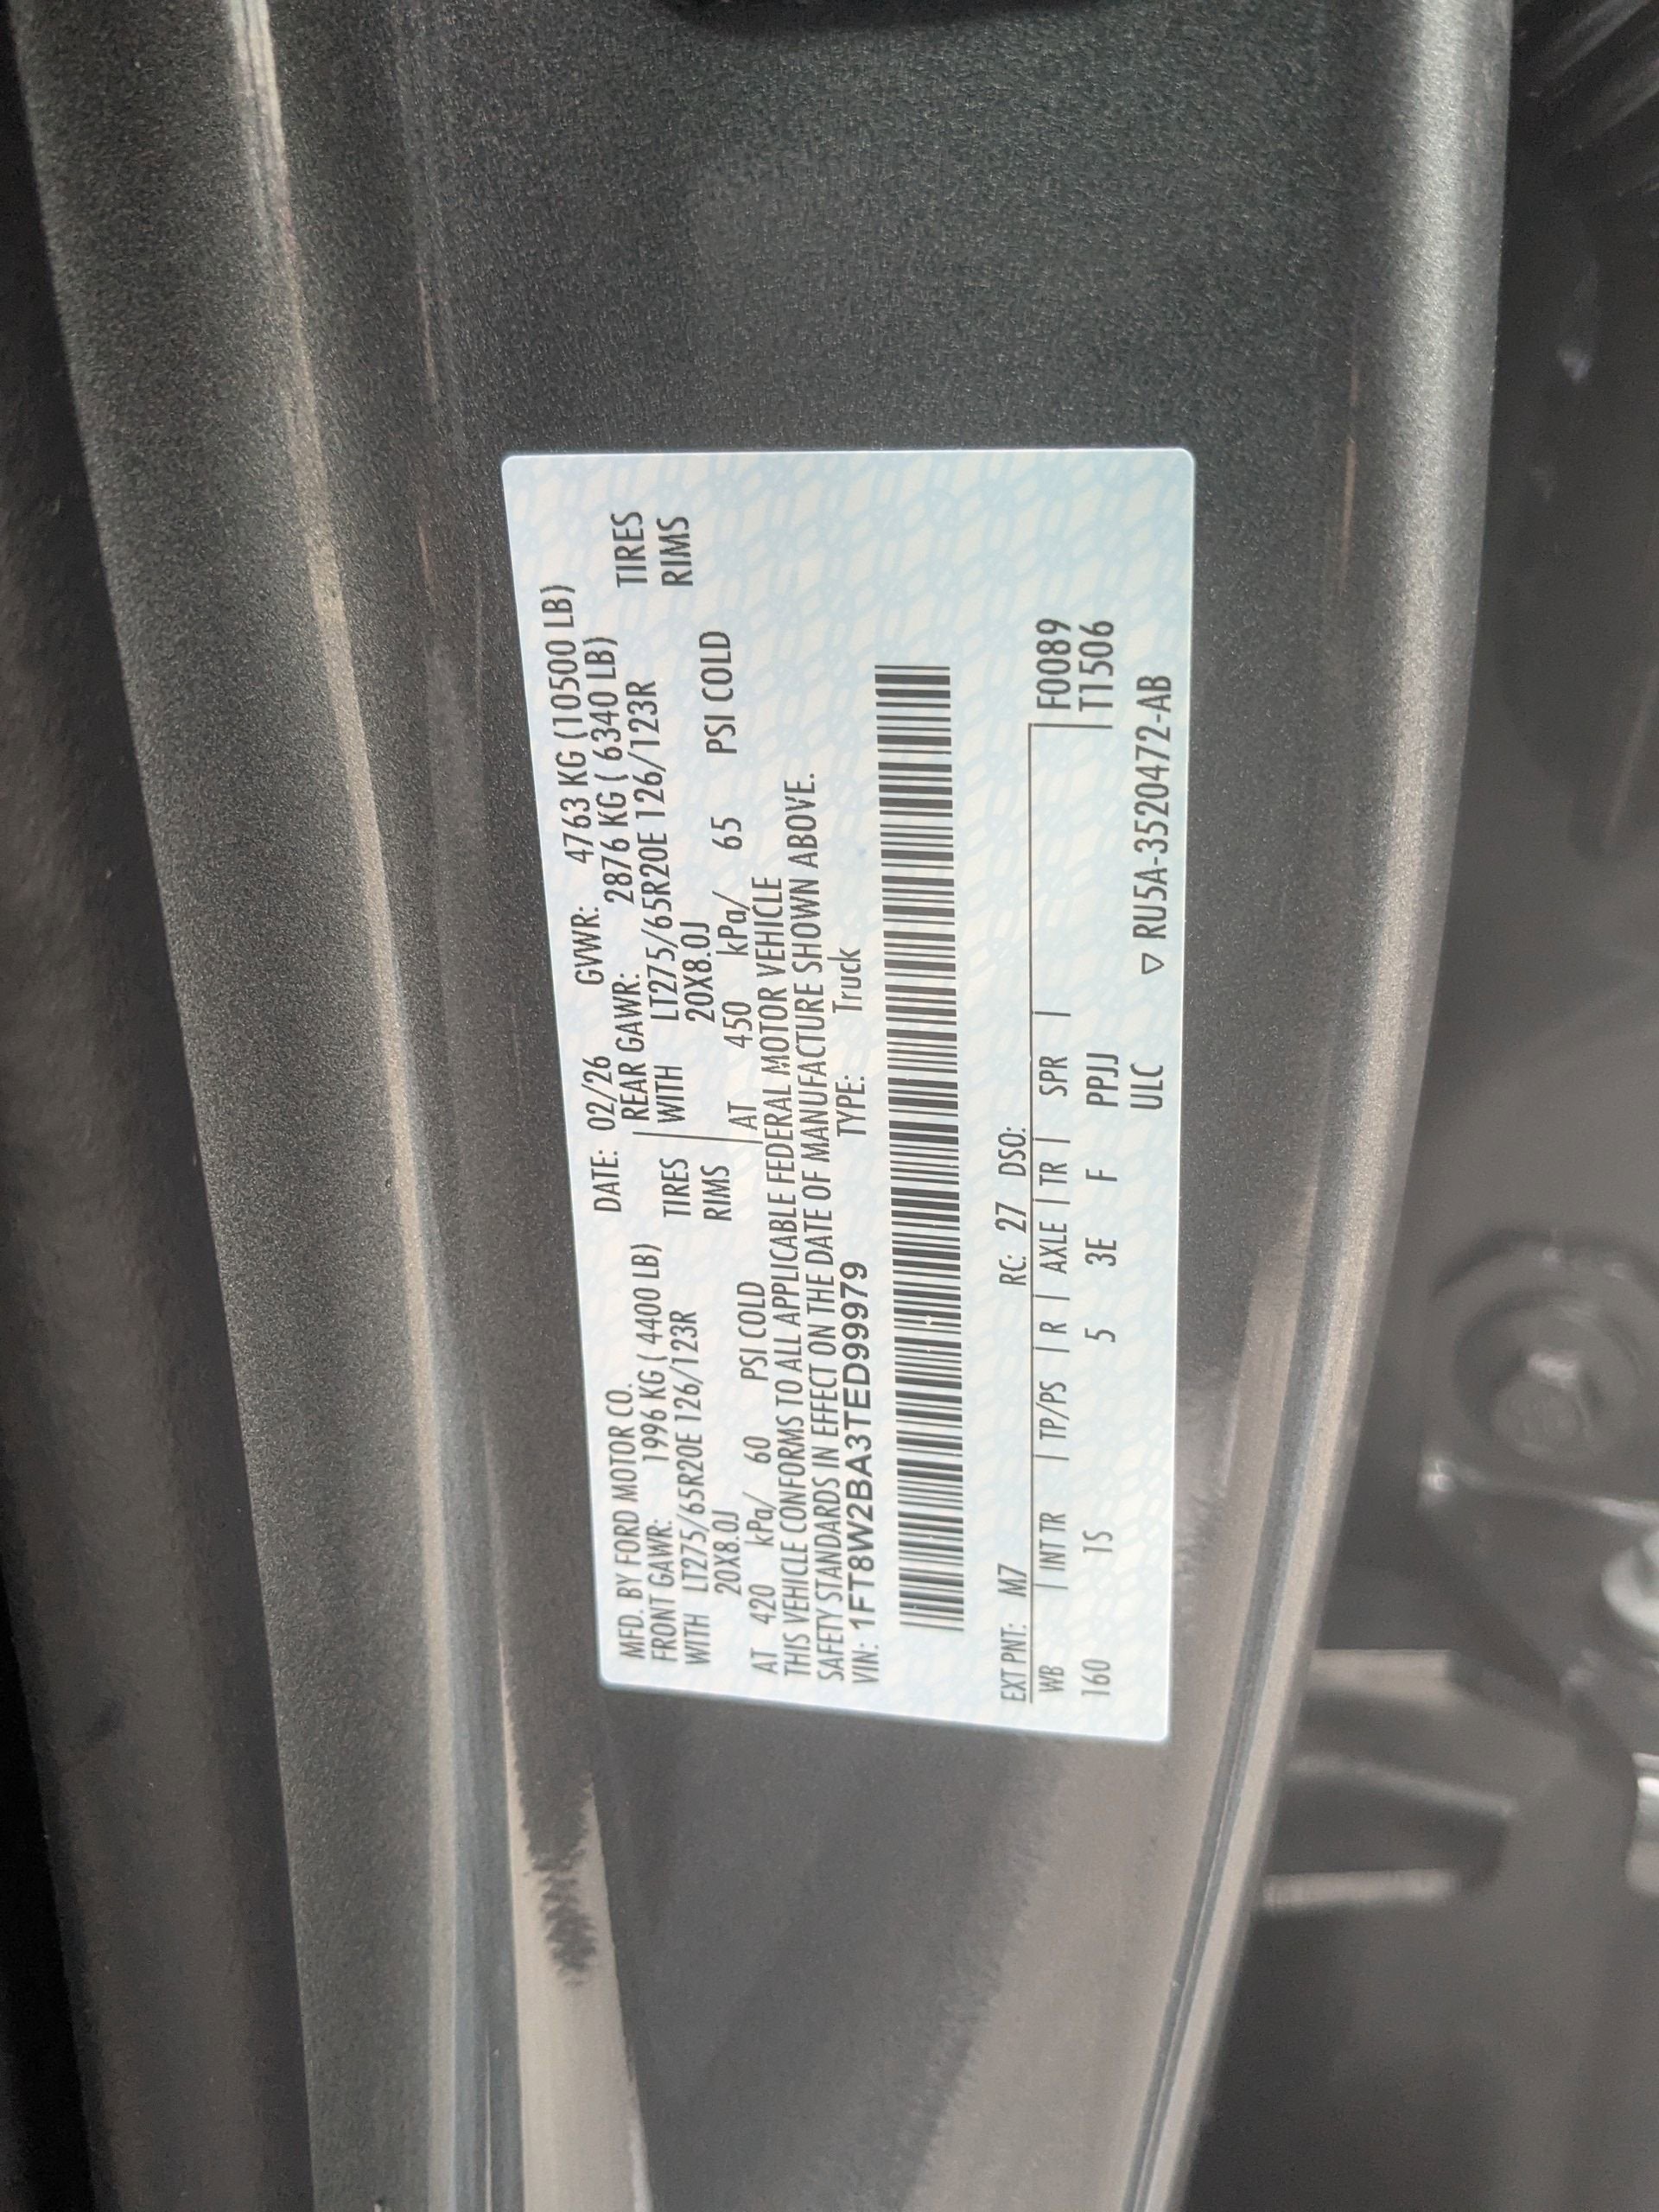 MFD. BY FORD MOTOR CO. DATE: 02/26 GVWR: 4763 KG (10500 LB)
FRONT GAWR: 1996 KG ( 4400 LB) REAR GAWR: 2876 KG ( 6340 LB)
WITH LT275/65R20E 126/123R TIRES WITH LT275/65R20E 126/123R TIRES
20X8.0J RIMS 20X8.0J RIMS
AT 420 kPa/ 60 PSI COLD AT 450 kPa/ 65 PSI COLD
THIS VEHICLE CONFORMS TO ALL APPLICABLE FEDERAL MOTOR VEHICLE
SAFETY STANDARDS IN EFFECT ON THE DATE OF MANUFACTURE SHOWN ABOVE.
VIN: 1FT8W2BA3TED99979 TYPE: Truck
EXT PNT: M7 RC: 27 DSO:
WB | INT TR | TP/PS | R | AXLE | TR | SPR | F0089
160 1S 5 3E F PPJJ T1506
ULC ▽ RU5A-3520472-AB